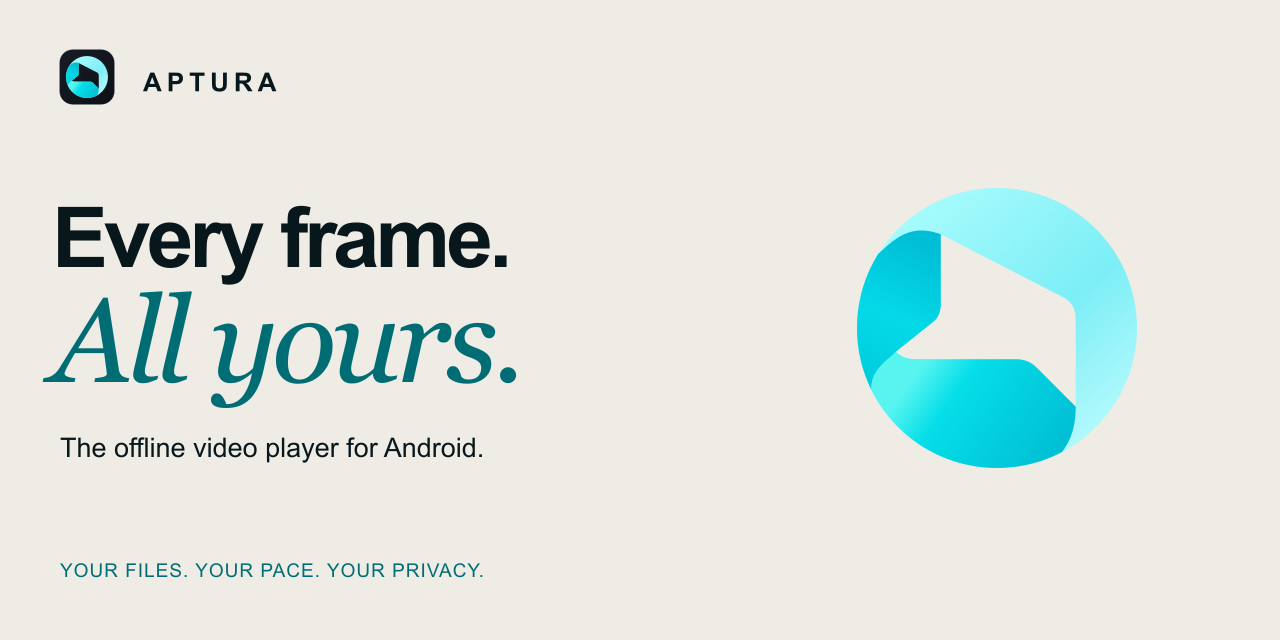 APTURA
Every frame.
All yours.
The offline video player for Android.
YOUR FILES. YOUR PACE. YOUR PRIVACY.